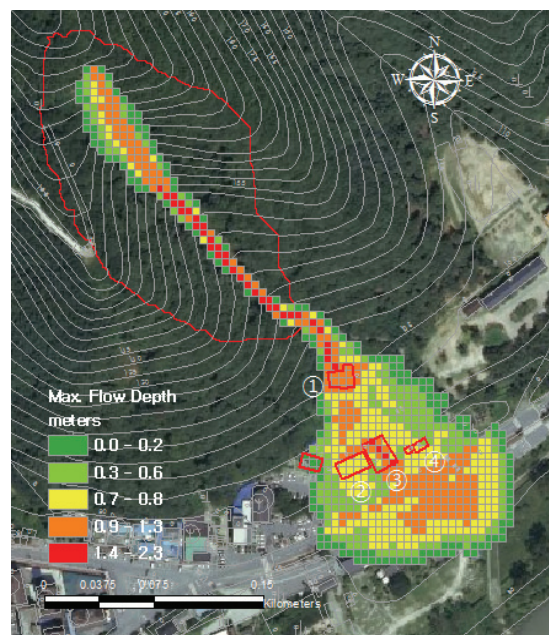 N
W E
S
①
Max. Flow Depth
meters
0.0 - 0.2
0.3 - 0.6
0.7 - 0.8
0.9 - 1.3
1.4 - 2.3
②
③
④
0 0.0375 0.075 0.15
Kilometers